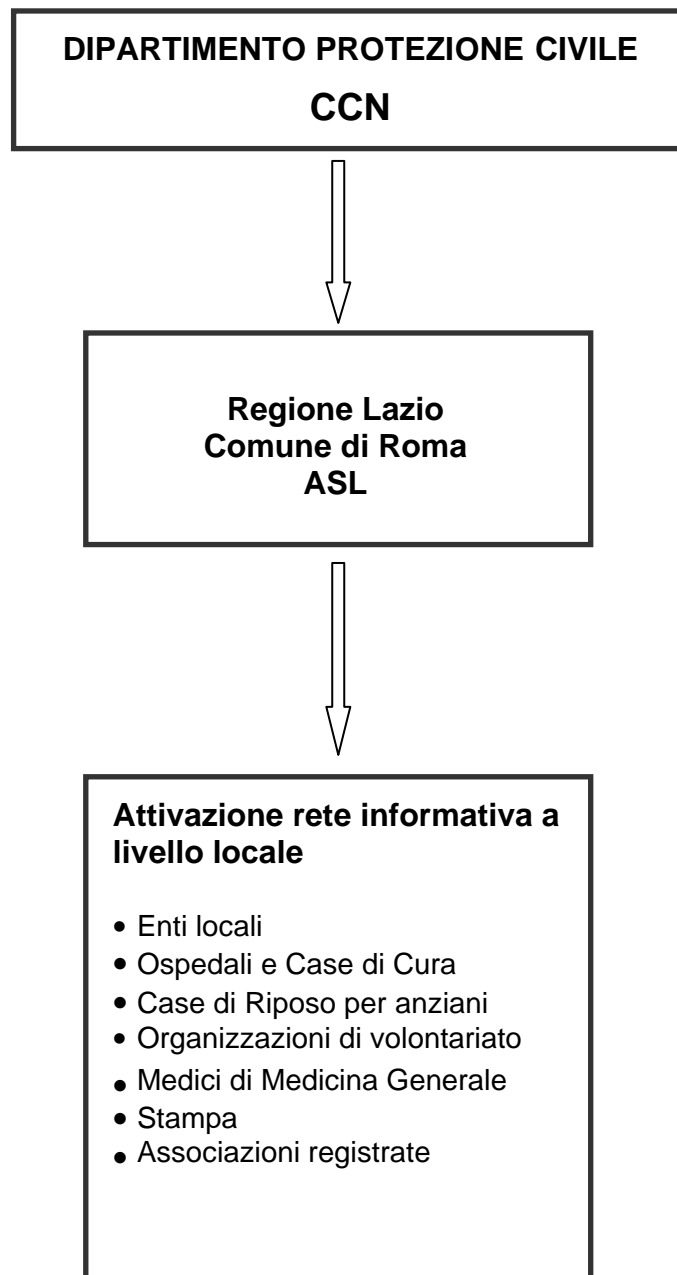 DIPARTIMENTO PROTEZIONE CIVILE
CCN
Regione Lazio
Comune di Roma
ASL
Attivazione rete informativa a
livello locale
• Enti locali
• Ospedali e Case di Cura
• Case di Riposo per anziani
• Organizzazioni di volontariato
• Medici di Medicina Generale
• Stampa
• Associazioni registrate